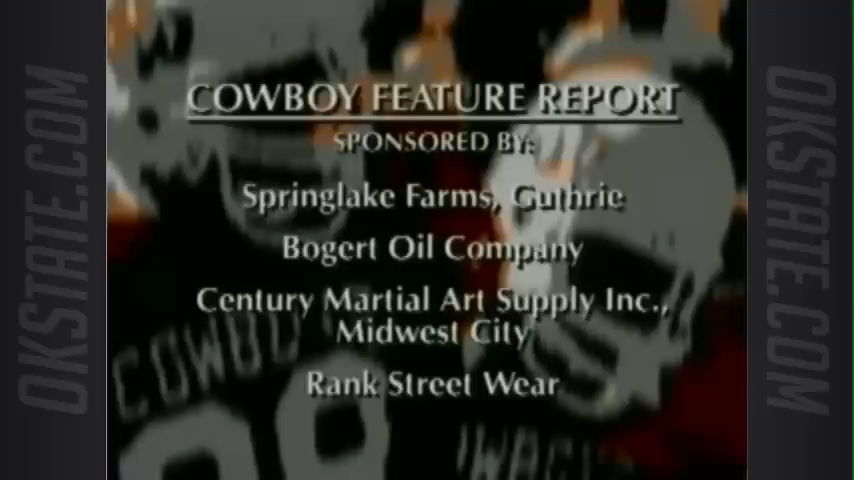 COWBOY FEATURE REPORT
SPONSORED BY:
Springlake Farms, Guthrie
Bogert Oil Company
Century Martial Art Supply Inc.,
Midwest City
Rank Street Wear
COWBOY
OKSTATE.COM
OKSTATE.COM